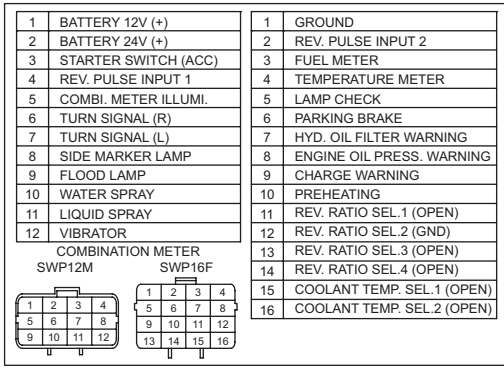 1 BATTERY 12V (+)
2 BATTERY 24V (+)
3 STARTER SWITCH (ACC)
4 REV. PULSE INPUT 1
5 COMBI. METER ILLUMI.
6 TURN SIGNAL (R)
7 TURN SIGNAL (L)
8 SIDE MARKER LAMP
9 FLOOD LAMP
10 WATER SPRAY
11 LIQUID SPRAY
12 VIBRATOR
COMBINATION METER
SWP12M SWP16F
1 2 3 4
5 6 7 8
9 10 11 12
1 2 3 4
5 6 7 8
9 10 11 12
13 14 15 16
1 GROUND
2 REV. PULSE INPUT 2
3 FUEL METER
4 TEMPERATURE METER
5 LAMP CHECK
6 PARKING BRAKE
7 HYD. OIL FILTER WARNING
8 ENGINE OIL PRESS. WARNING
9 CHARGE WARNING
10 PREHEATING
11 REV. RATIO SEL.1 (OPEN)
12 REV. RATIO SEL.2 (GND)
13 REV. RATIO SEL.3 (OPEN)
14 REV. RATIO SEL.4 (OPEN)
15 COOLANT TEMP. SEL.1 (OPEN)
16 COOLANT TEMP. SEL.2 (OPEN)